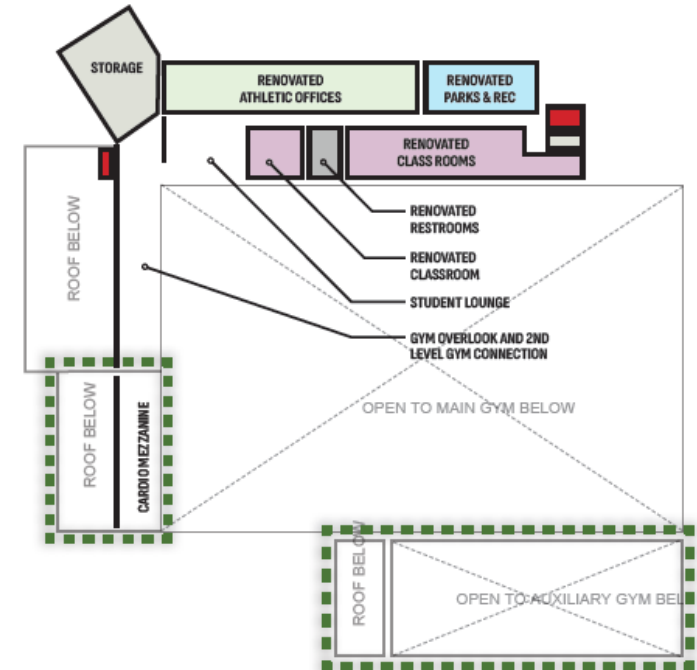 STORAGE
RENOVATED
ATHLETIC OFFICES
RENOVATED
PARKS & REC
RENOVATED
CLASS ROOMS
ROOF BELOW
RENOVATED
RESTROOMS
RENOVATED
CLASSROOM
STUDENT LOUNGE
GYM OVERLOOK AND 2ND
LEVEL GYM CONNECTION
ROOF BELOW
CARDIO MEZZANINE
OPEN TO MAIN GYM BELOW
ROOF BELOW
OPEN TO AUXILIARY GYM BEL